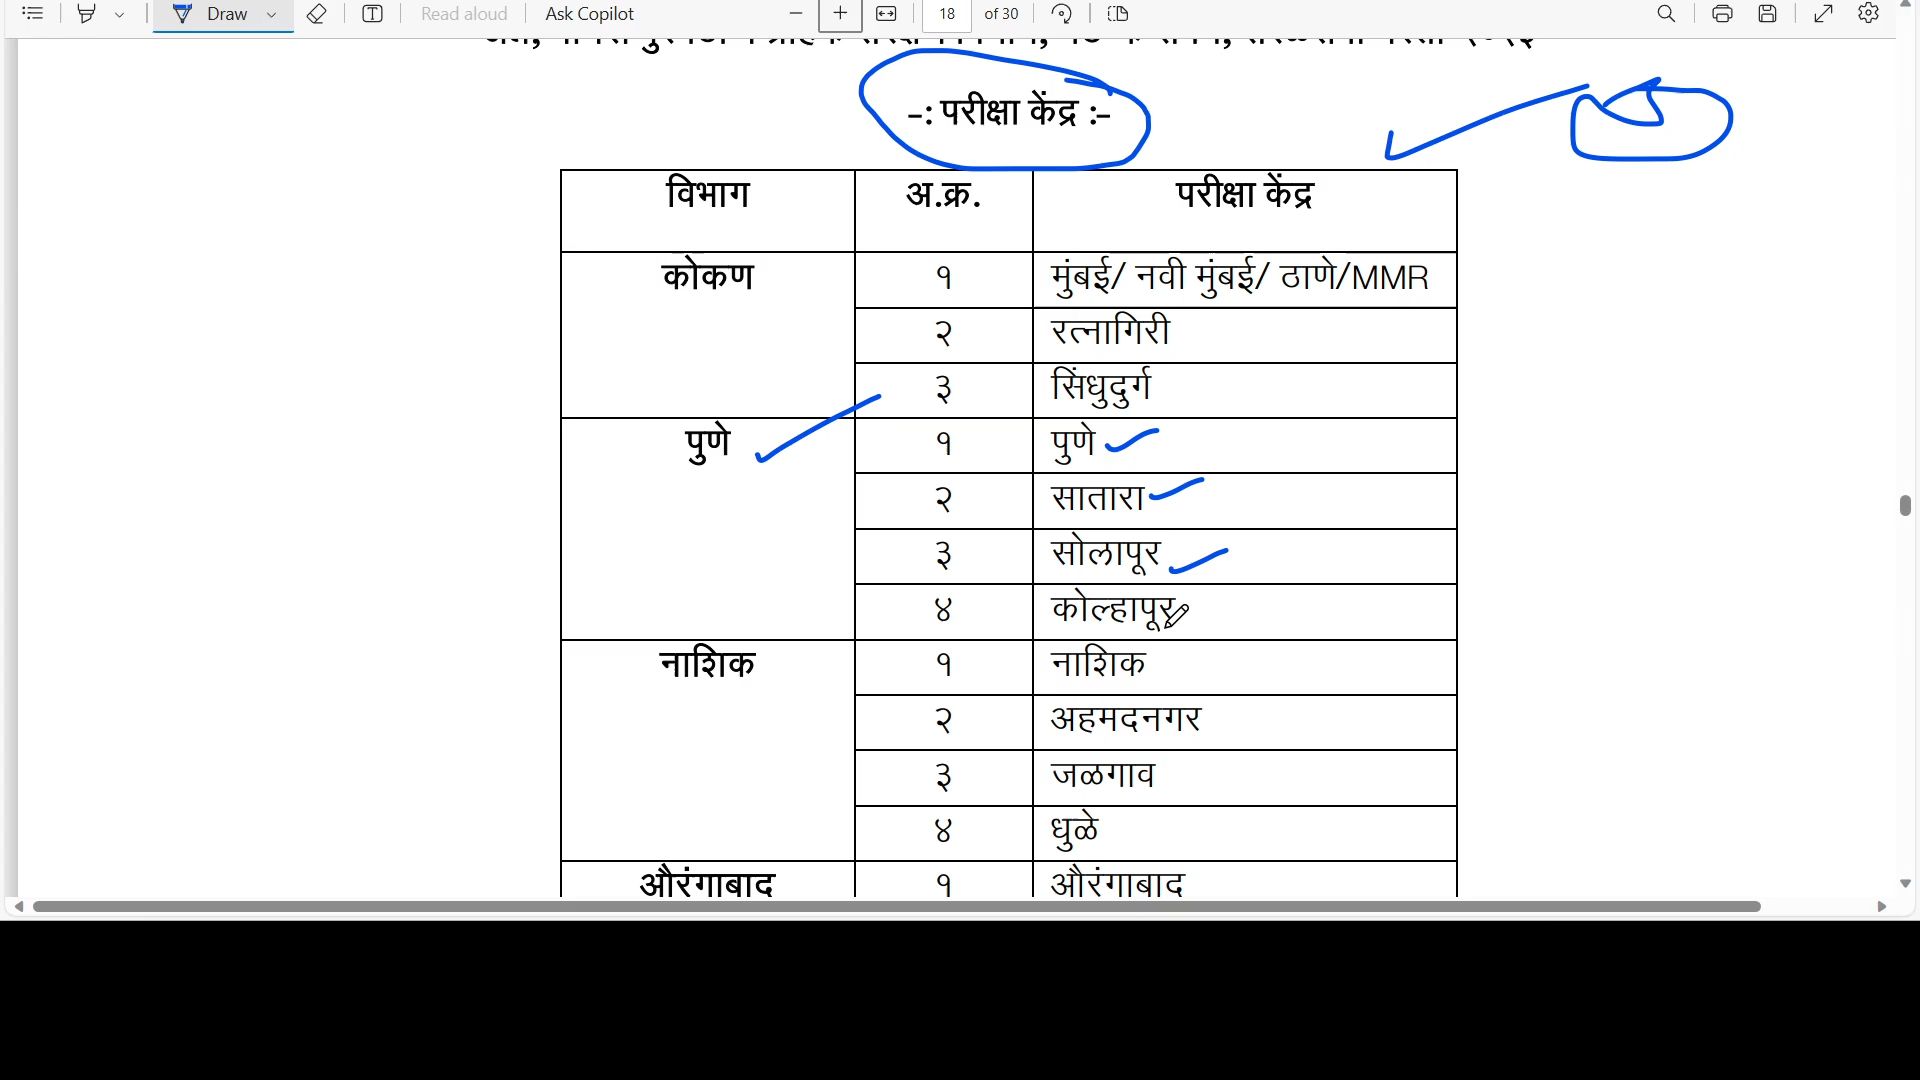 Draw Read aloud Ask Copilot 18 of 30
-: परीक्षा केंद्र :-
विभाग अ.क्र. परीक्षा केंद्र
कोकण १ मुंबई/ नवी मुंबई/ ठाणे/MMR
२ रत्नागिरी
३ सिंधुदुर्ग
पुणे १ पुणे
२ सातारा
३ सोलापूर
४ कोल्हापूर
नाशिक १ नाशिक
२ अहमदनगर
३ जळगाव
४ धुळे
औरंगाबाद १ औरंगाबाद